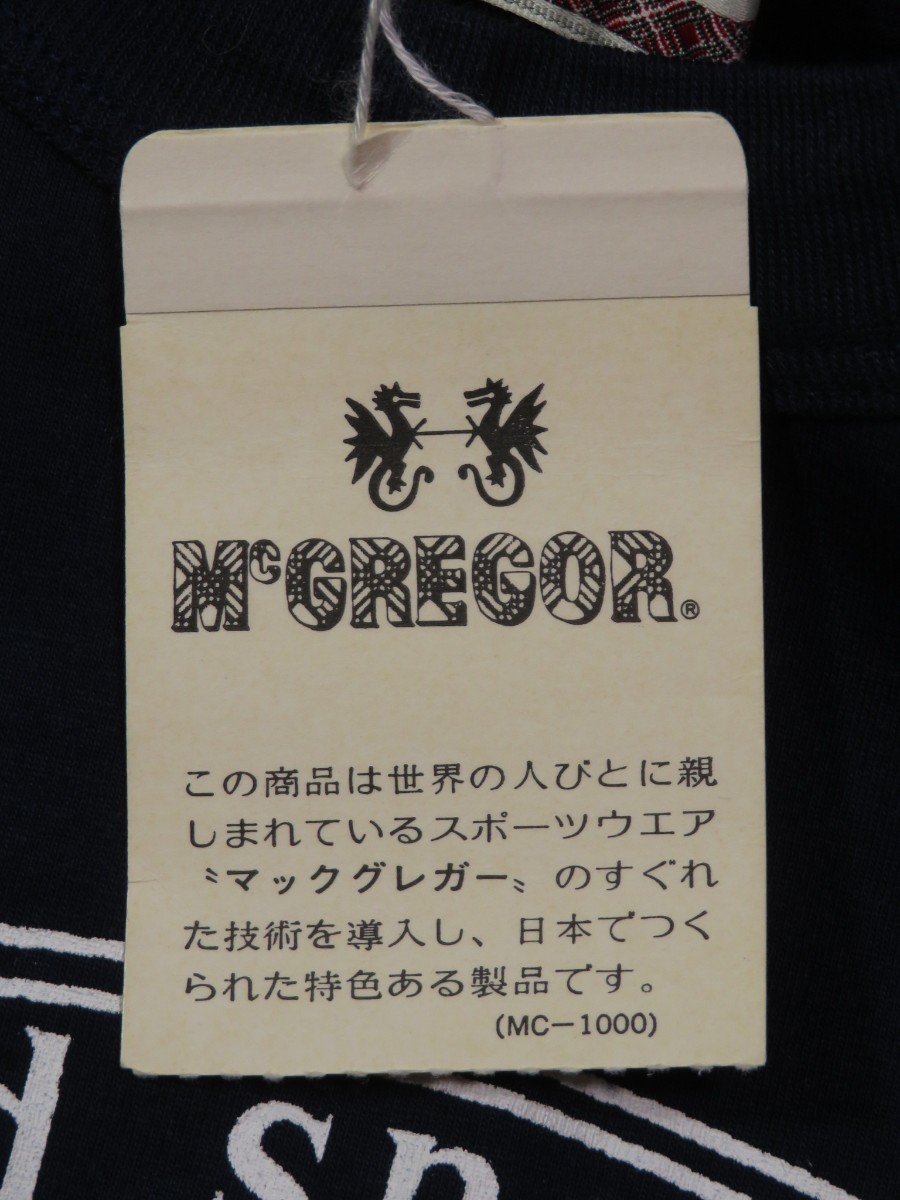 McGREGOR®
この商品は世界の人びとに親
しまれているスポーツウエア
〝マックグレガー〟のすぐれ
た技術を導入し、日本でつく
られた特色ある製品です。
(MC-1000)
d sp